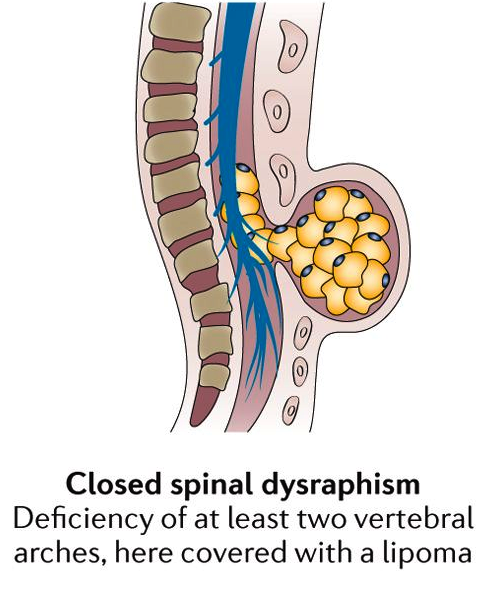 Closed spinal dysraphism
Deficiency of at least two vertebral
arches, here covered with a lipoma